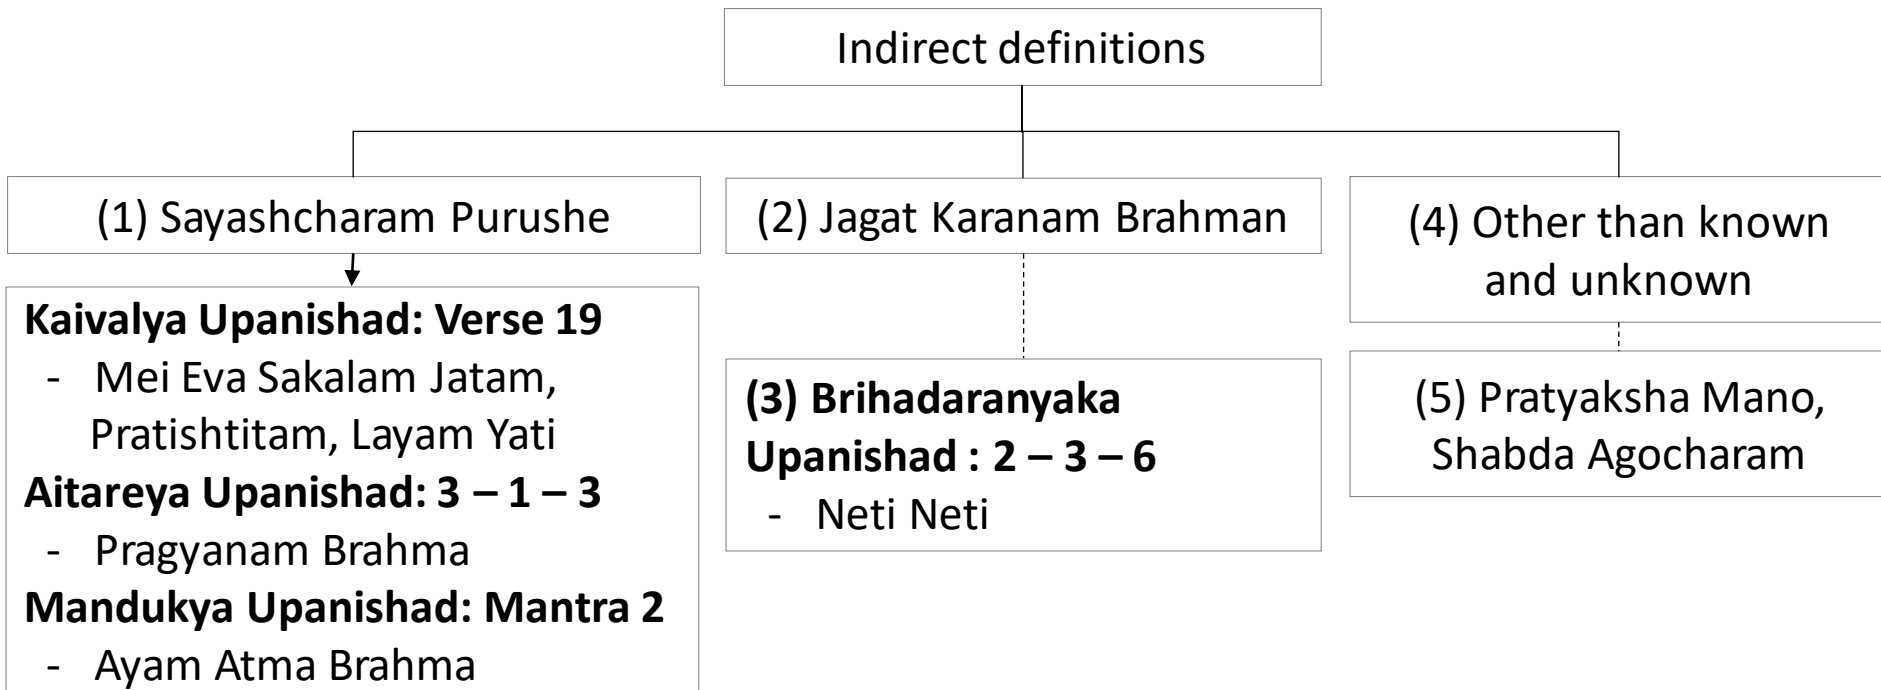 Indirect definitions
(1) Sayashcharam Purushe
Kaivalya Upanishad: Verse 19
- Mei Eva Sakalam Jatam,
Pratishtitam, Layam Yati
Aitareya Upanishad: 3 – 1 – 3
- Pragyanam Brahma
Mandukya Upanishad: Mantra 2
- Ayam Atma Brahma
(2) Jagat Karanam Brahman
(3) Brihadaranyaka
Upanishad : 2 – 3 – 6
- Neti Neti
(4) Other than known
and unknown
(5) Pratyaksha Mano,
Shabda Agocharam